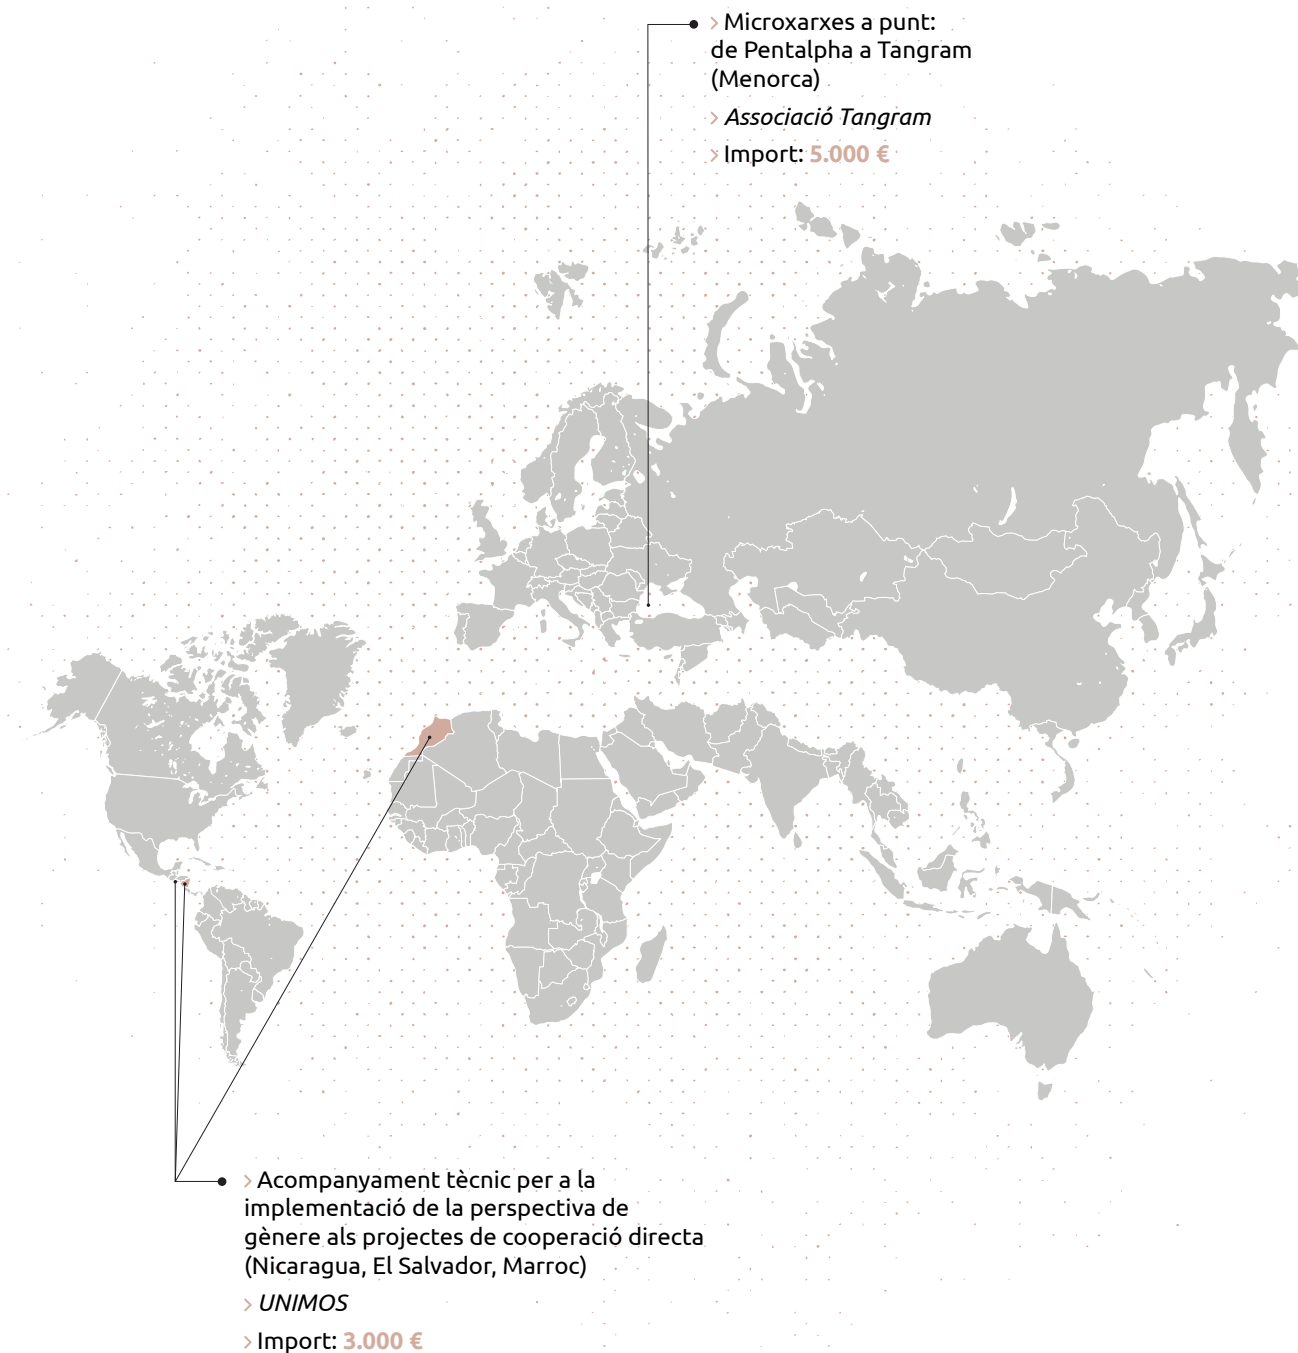 > Microxarxes a punt:
de Pentalpha a Tangram
(Menorca)
> Associació Tangram
> Import: 5.000 €
> Acompanyament tècnic per a la
implementació de la perspectiva de
gènere als projectes de cooperació directa
(Nicaragua, El Salvador, Marroc)
> UNIMOS
> Import: 3.000 €